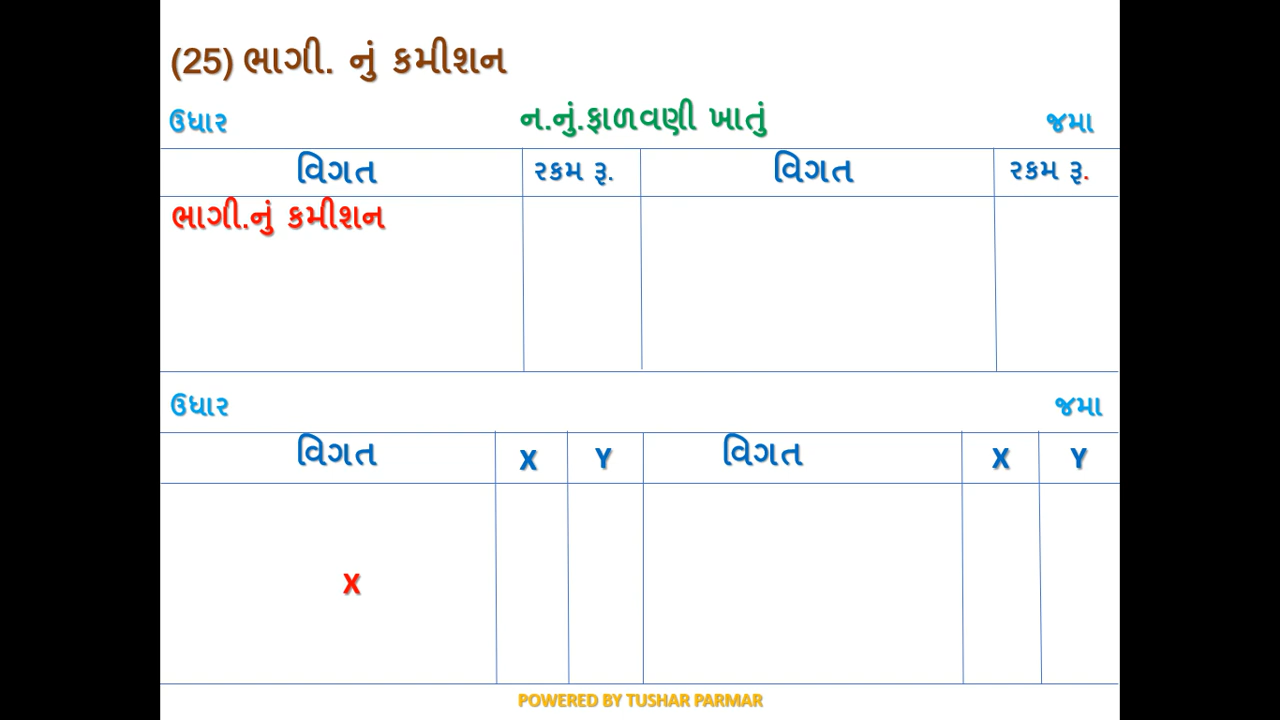 (25) ભાગી. નું કમીશન
ઉધાર ન.નું.ફાળવણી ખાતું જમા
વિગત રકમ રૂ. વિગત રકમ રૂ.
ભાગી.નું કમીશન
ઉધાર જમા
વિગત X Y વિગત X Y
X
POWERED BY TUSHAR PARMAR